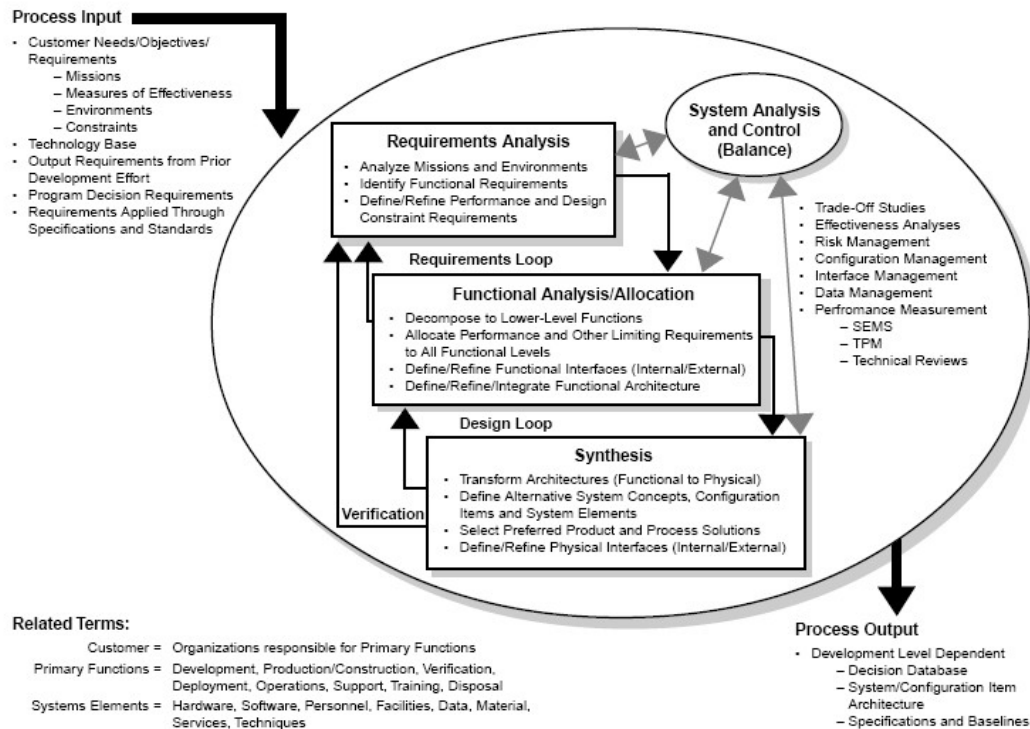 Process Input
• Customer Needs/Objectives/
Requirements
– Missions
– Measures of Effectiveness
– Environments
– Constraints
• Technology Base
• Output Requirements from Prior
Development Effort
• Program Decision Requirements
• Requirements Applied Through
Specifications and Standards
System Analysis
and Control
(Balance)
Requirements Analysis
• Analyze Missions and Environments
• Identify Functional Requirements
• Define/Refine Performance and Design
Constraint Requirements
• Trade-Off Studies
• Effectiveness Analyses
• Risk Management
• Configuration Management
• Interface Management
• Data Management
• Perfromance Measurement
– SEMS
– TPM
– Technical Reviews
Requirements Loop
Functional Analysis/Allocation
• Decompose to Lower-Level Functions
• Allocate Performance and Other Limiting Requirements
to All Functional Levels
• Define/Refine Functional Interfaces (Internal/External)
• Define/Refine/Integrate Functional Architecture
Design Loop
Synthesis
• Transform Architectures (Functional to Physical)
• Define Alternative System Concepts, Configuration
Items and System Elements
• Select Preferred Product and Process Solutions
• Define/Refine Physical Interfaces (Internal/External)
Verification
Related Terms:
Customer = Organizations responsible for Primary Functions
Primary Functions = Development, Production/Construction, Verification,
Deployment, Operations, Support, Training, Disposal
Systems Elements = Hardware, Software, Personnel, Facilities, Data, Material,
Services, Techniques
Process Output
• Development Level Dependent
– Decision Database
– System/Configuration Item
Architecture
– Specifications and Baselines